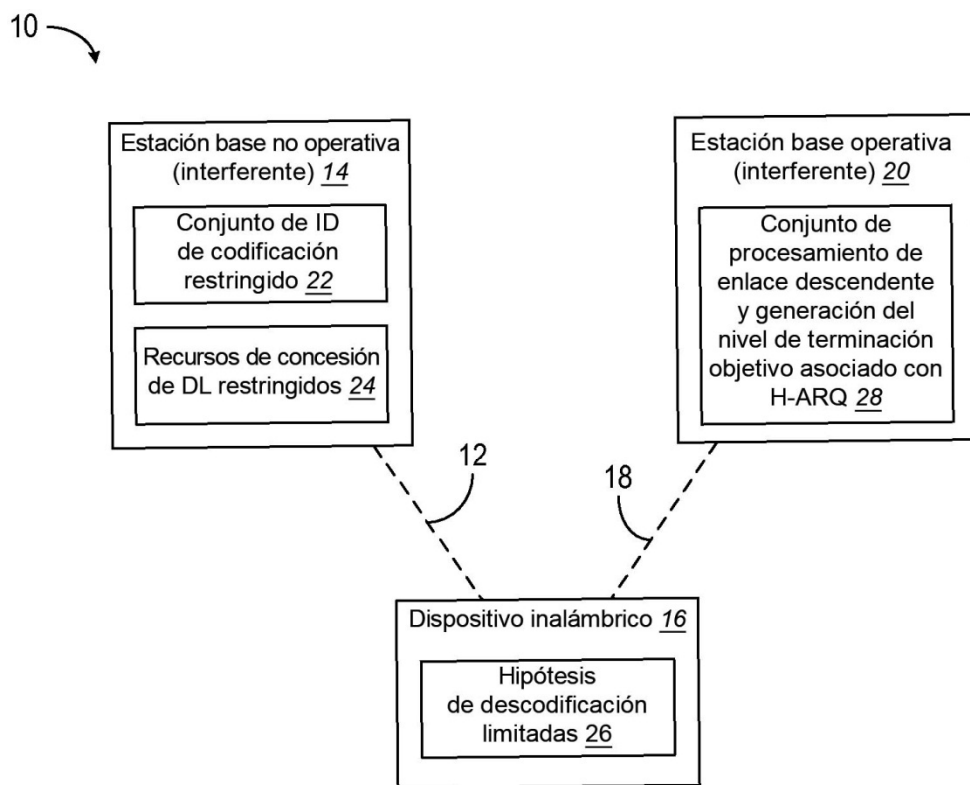 10
Estación base no operativa
(interferente) 14
Conjunto de ID
de codificación
restringido 22
Recursos de concesión
de DL restringidos 24
Estación base operativa
(interferente) 20
Conjunto de
procesamiento de
enlace descendente
y generación del
nivel de terminación
objetivo asociado con
H-ARQ 28
12
18
Dispositivo inalámbrico 16
Hipótesis
de descodificación
limitadas 26